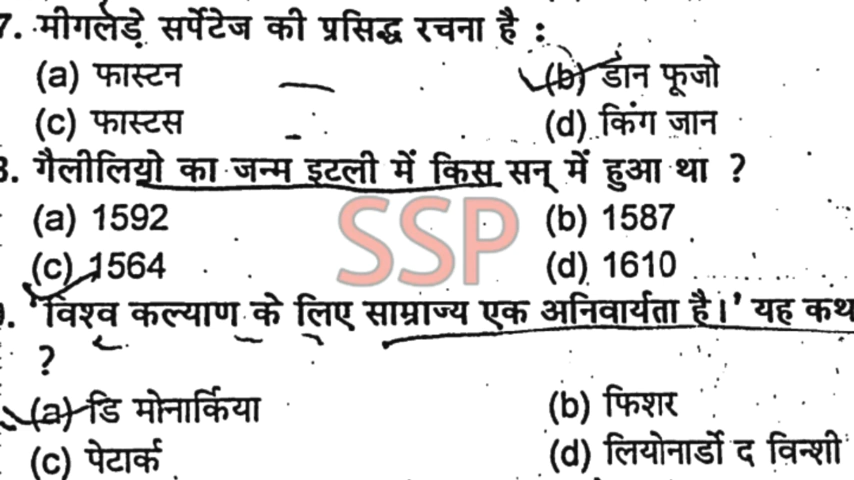 7. मीगलेड़े सर्पेटेज की प्रसिद्ध रचना है :
(a) फास्टन (b) डान फूजो
(c) फास्टस (d) किंग जान
8. गैलीलियो का जन्म इटली में किस सन् में हुआ था ?
(a) 1592 (b) 1587
SSP
(c) 1564 (d) 1610
. 'विश्व कल्याण के लिए साम्राज्य एक अनिवार्यता है।' यह कथ
?
(a) डि मोनार्किया (b) फिशर
(c) पेटार्क (d) लियोनार्डो द विन्शी